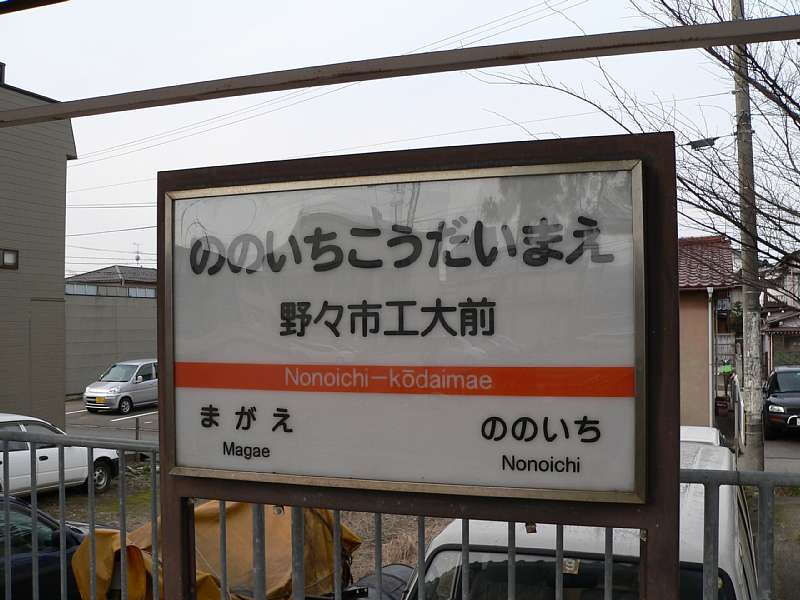 ののいちこうだいまえ
野々市工大前
Nonoichi－kōdaimae
まがえ ののいち
Magae Nonoichi